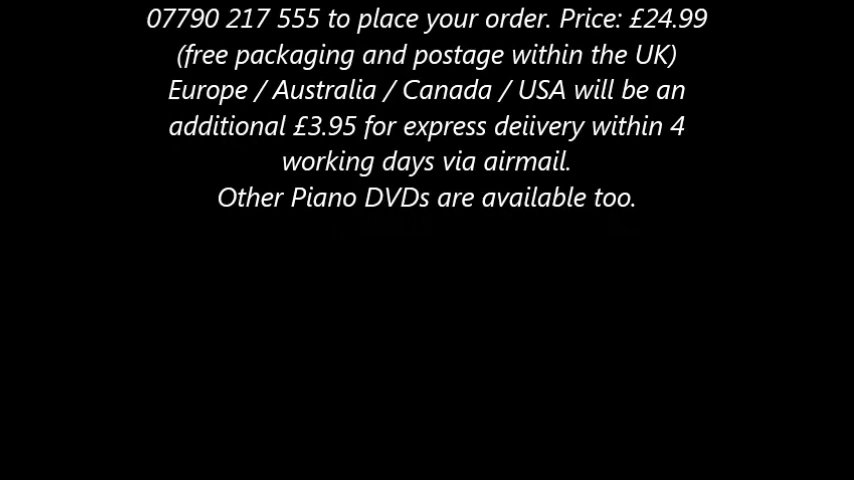 07790 217 555 to place your order. Price: £24.99
(free packaging and postage within the UK)
Europe / Australia / Canada / USA will be an
additional £3.95 for express deiivery within 4
working days via airmail.
Other Piano DVDs are available too.